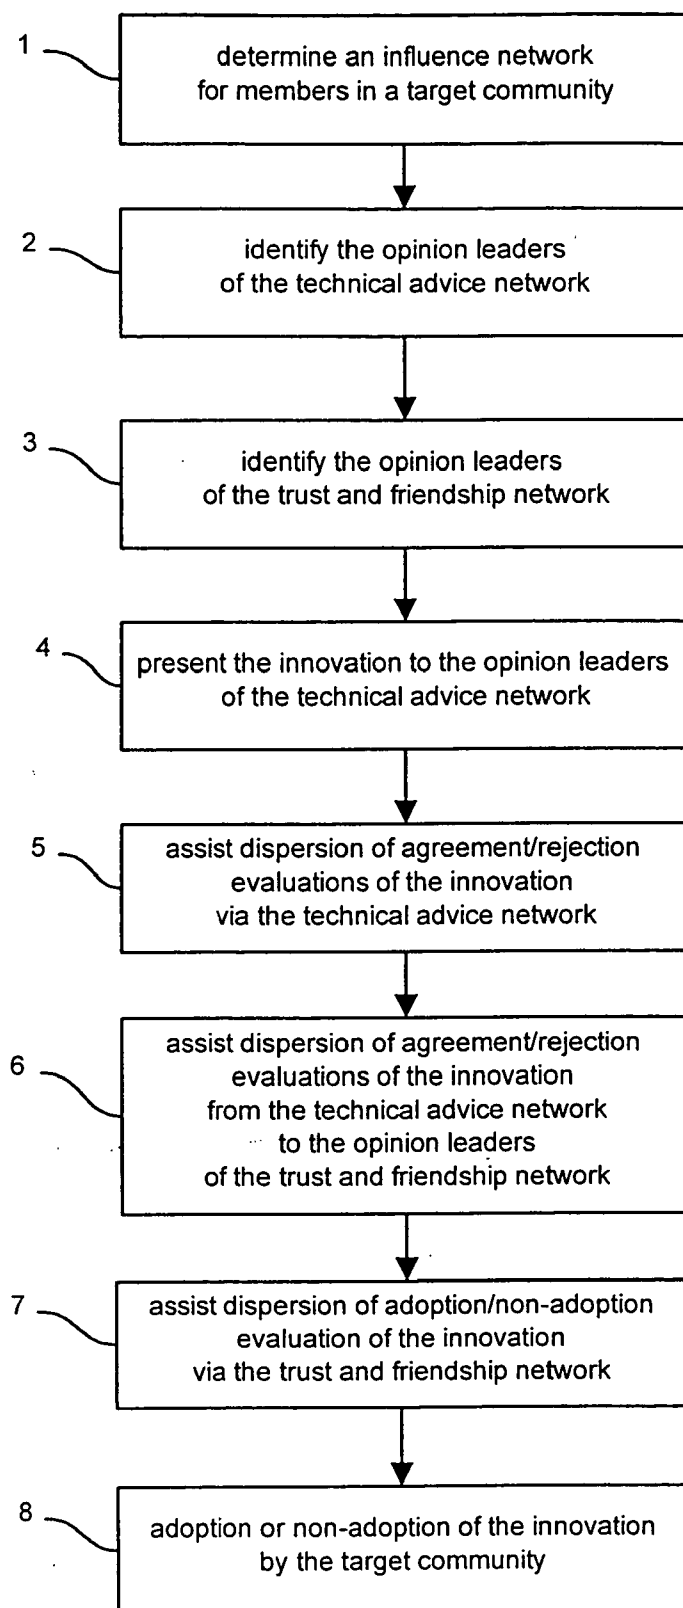 1
determine an influence network
for members in a target community
2
identify the opinion leaders
of the technical advice network
3
identify the opinion leaders
of the trust and friendship network
4
present the innovation to the opinion leaders
of the technical advice network
5
assist dispersion of agreement/rejection
evaluations of the innovation
via the technical advice network
6
assist dispersion of agreement/rejection
evaluations of the innovation
from the technical advice network
to the opinion leaders
of the trust and friendship network
7
assist dispersion of adoption/non-adoption
evaluation of the innovation
via the trust and friendship network
8
adoption or non-adoption of the innovation
by the target community